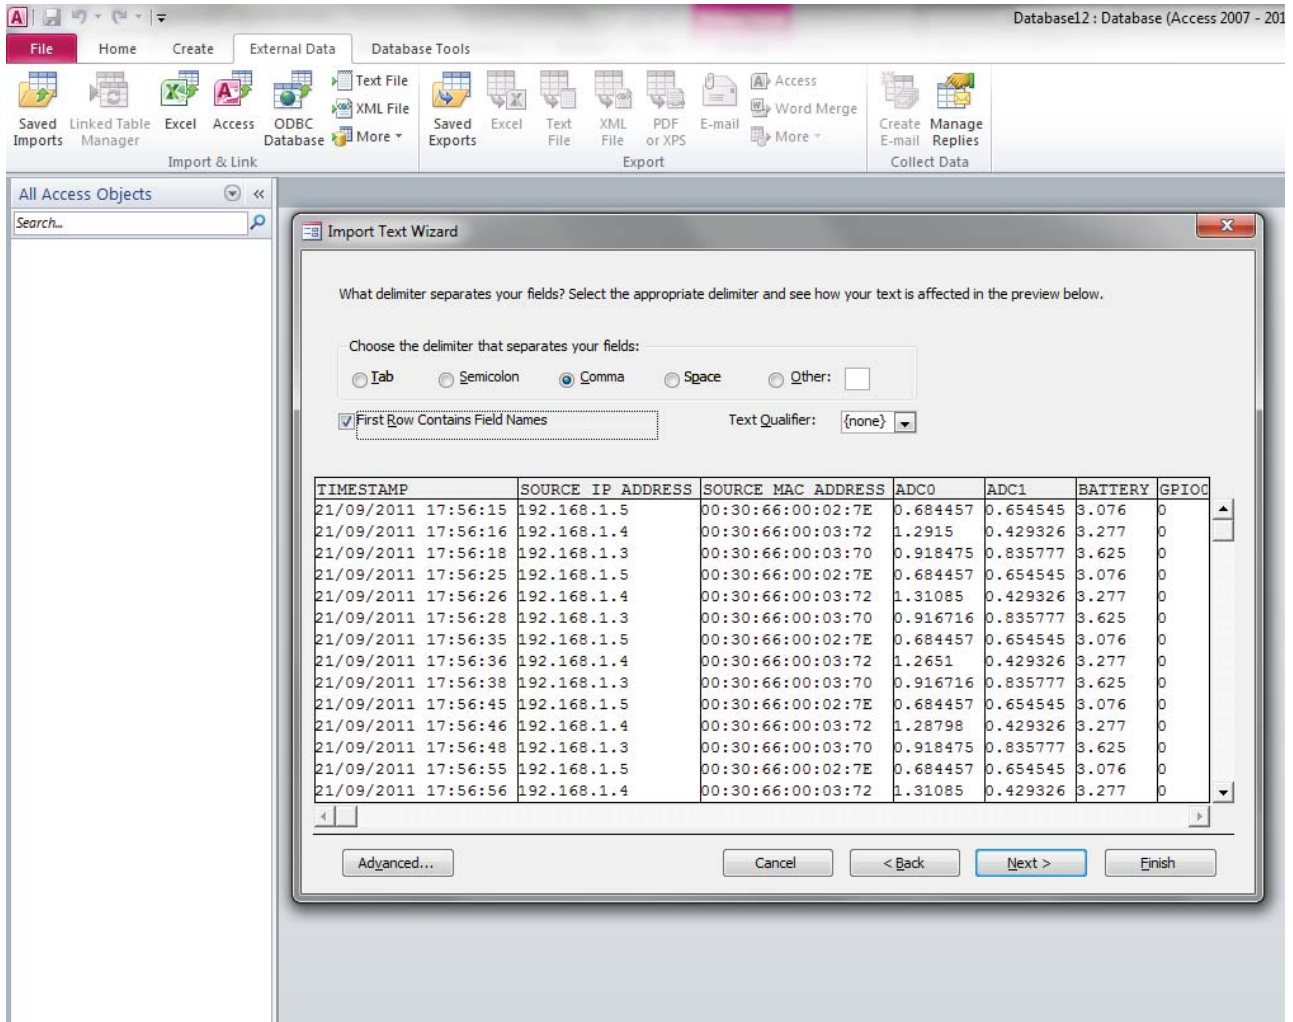 Database12 : Database (Access 2007 - 201
File Home Create External Data Database Tools
Saved Imports
Linked Table Manager
Excel
Access
ODBC Database
Text File
XML File
More
Import & Link
Saved Exports
Excel
Text File
XML File
PDF or XPS
E-mail
Access
Word Merge
More
Export
Create E-mail
Manage Replies
Collect Data
All Access Objects
Search...
Import Text Wizard
What delimiter separates your fields? Select the appropriate delimiter and see how your text is affected in the preview below.
Choose the delimiter that separates your fields:
Tab Semicolon Comma Space Other:
First Row Contains Field Names Text Qualifier: {none}
TIMESTAMP SOURCE IP ADDRESS SOURCE MAC ADDRESS ADC0 ADC1 BATTERY GPIO
21/09/2011 17:56:15 192.168.1.5 00:30:66:00:02:7E 0.684457 0.654545 3.076 0
21/09/2011 17:56:16 192.168.1.4 00:30:66:00:03:72 1.2915 0.429326 3.277 0
21/09/2011 17:56:18 192.168.1.3 00:30:66:00:03:70 0.918475 0.835777 3.625 0
21/09/2011 17:56:25 192.168.1.5 00:30:66:00:02:7E 0.684457 0.654545 3.076 0
21/09/2011 17:56:26 192.168.1.4 00:30:66:00:03:72 1.31085 0.429326 3.277 0
21/09/2011 17:56:28 192.168.1.3 00:30:66:00:03:70 0.916716 0.835777 3.625 0
21/09/2011 17:56:35 192.168.1.5 00:30:66:00:02:7E 0.684457 0.654545 3.076 0
21/09/2011 17:56:36 192.168.1.4 00:30:66:00:03:72 1.2651 0.429326 3.277 0
21/09/2011 17:56:38 192.168.1.3 00:30:66:00:03:70 0.916716 0.835777 3.625 0
21/09/2011 17:56:45 192.168.1.5 00:30:66:00:02:7E 0.684457 0.654545 3.076 0
21/09/2011 17:56:46 192.168.1.4 00:30:66:00:03:72 1.28798 0.429326 3.277 0
21/09/2011 17:56:48 192.168.1.3 00:30:66:00:03:70 0.918475 0.835777 3.625 0
21/09/2011 17:56:55 192.168.1.5 00:30:66:00:02:7E 0.684457 0.654545 3.076 0
21/09/2011 17:56:56 192.168.1.4 00:30:66:00:03:72 1.31085 0.429326 3.277 0
Advanced... Cancel < Back Next > Finish